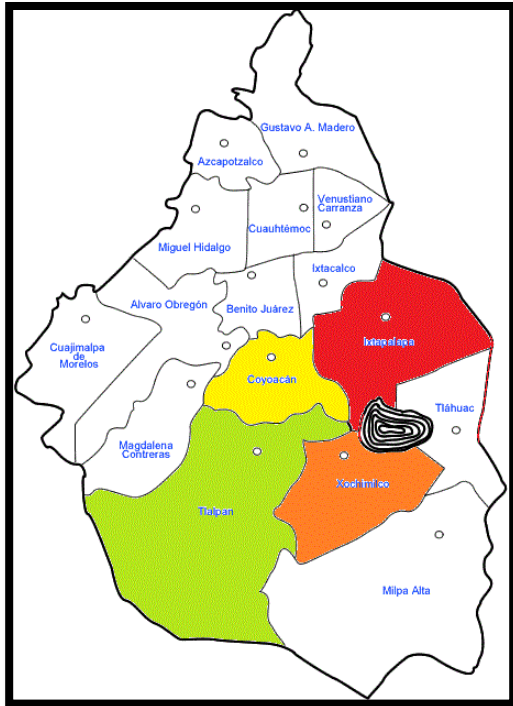 Gustavo A. Madero
Azcapotzalco
Venustiano
Carranza
Cuauhtémoc
Miguel Hidalgo
Ixtacalco
Alvaro Obregón
Benito Juárez
Ixtapalapa
Cuajimalpa
de
Morelos
Coyoacán
Tláhuac
Magdalena
Contreras
Xochimilco
Tlalpan
Milpa Alta